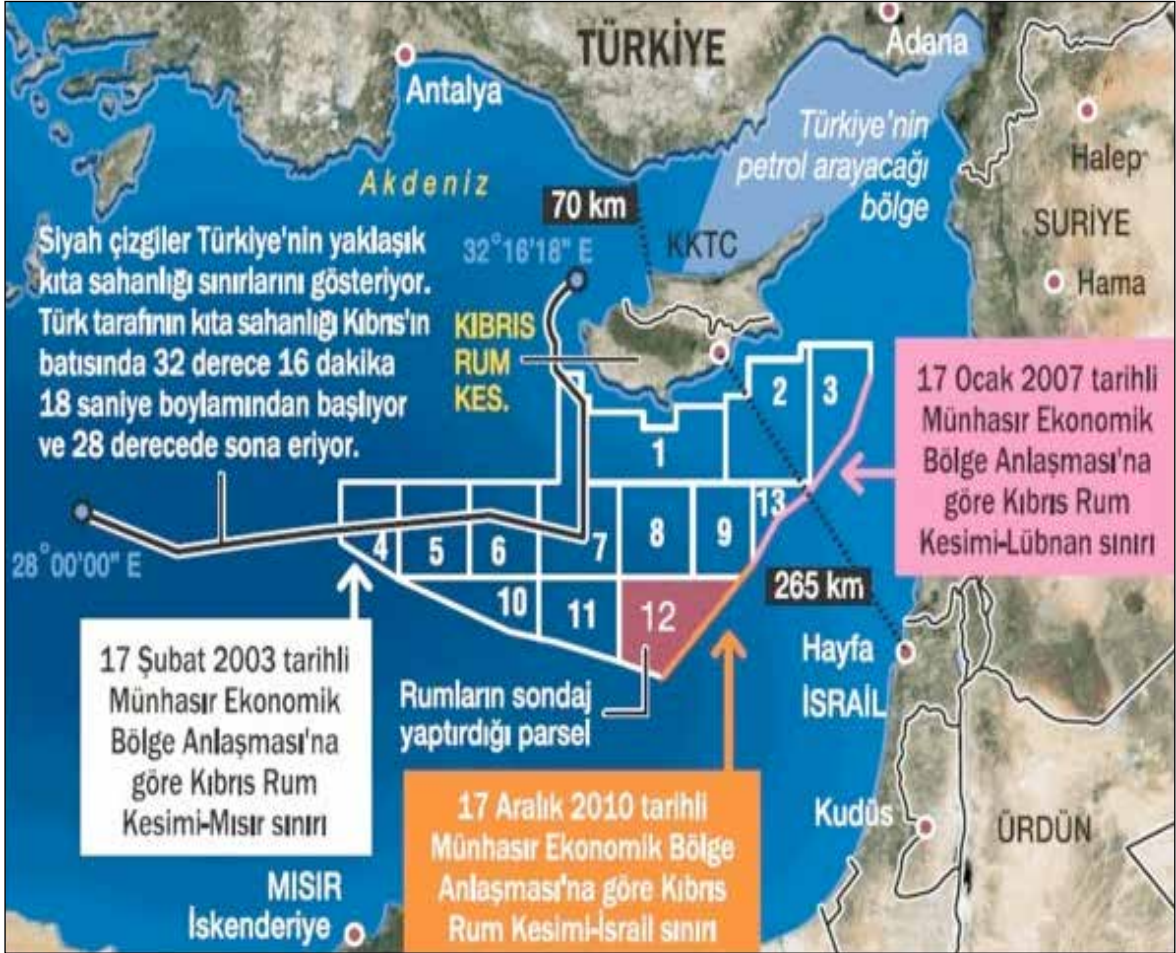 TÜRKİYE
Adana
Antalya
Türkiye'nin
petrol arayacağı
bölge
Halep
Akdeniz
70 km
KKTC
SURİYE
Hama
Siyah çizgiler Türkiye'nin yaklaşık
kıta sahanlığı sınırlarını gösteriyor.
Türk tarafının kıta sahanlığı Kıbrıs'ın
batısında 32 derece 16 dakika
18 saniye boylamından başlıyor
ve 28 derecede sona eriyor.
32°16'18" E
KIBRIS
RUM
KES.
2
3
1
17 Ocak 2007 tarihli
Münhasır Ekonomik
Bölge Anlaşması'na
göre Kıbrıs Rum
Kesimi-Lübnan sınırı
13
4
5
6
7
8
9
28°00'00" E
10
11
12
265 km
17 Şubat 2003 tarihli
Münhasır Ekonomik
Bölge Anlaşması'na
göre Kıbrıs Rum
Kesimi-Mısır sınırı
Rumların sondaj
yaptırdığı parsel
Hayfa
İSRAİL
17 Aralık 2010 tarihli
Münhasır Ekonomik Bölge
Anlaşması'na göre Kıbrıs
Rum Kesimi-İsrail sınırı
Kudüs
ÜRDÜN
MISIR
İskenderiye